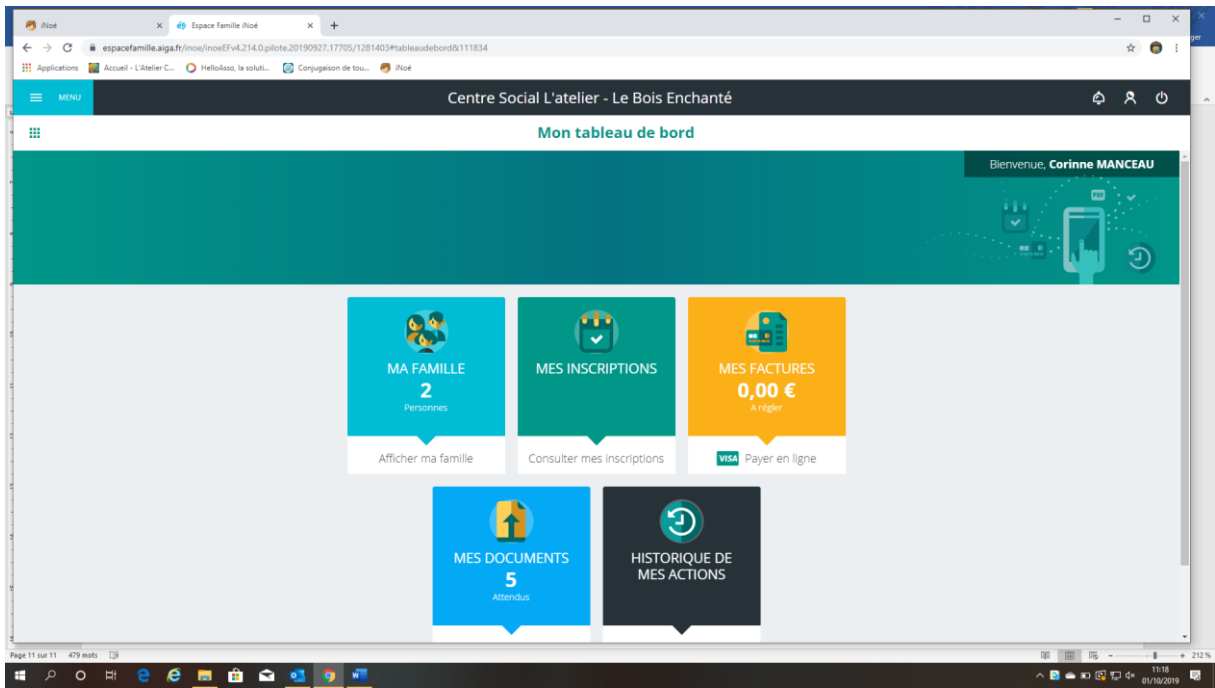 iNoé
Espace Famille iNoé
espacefamille.aiga.fr/inoe/inoeEFv4.214.0.pilote.20190927.17705/1281403#tableaudebord&111834
ger
Applications Accueil - L'Atelier C... HelloAsso, la soluti... Conjugaison de tou... iNoé
MENU
Centre Social L'atelier - Le Bois Enchanté
Mon tableau de bord
Bienvenue, Corinne MANCEAU
PDF
MA FAMILLE
2
Personnes
Afficher ma famille
MES INSCRIPTIONS
Consulter mes inscriptions
MES FACTURES
0,00 €
A régler
VISA Payer en ligne
MES DOCUMENTS
5
Attendus
HISTORIQUE DE
MES ACTIONS
Page 11 sur 11 479 mots
212 %
11:18
01/10/2019